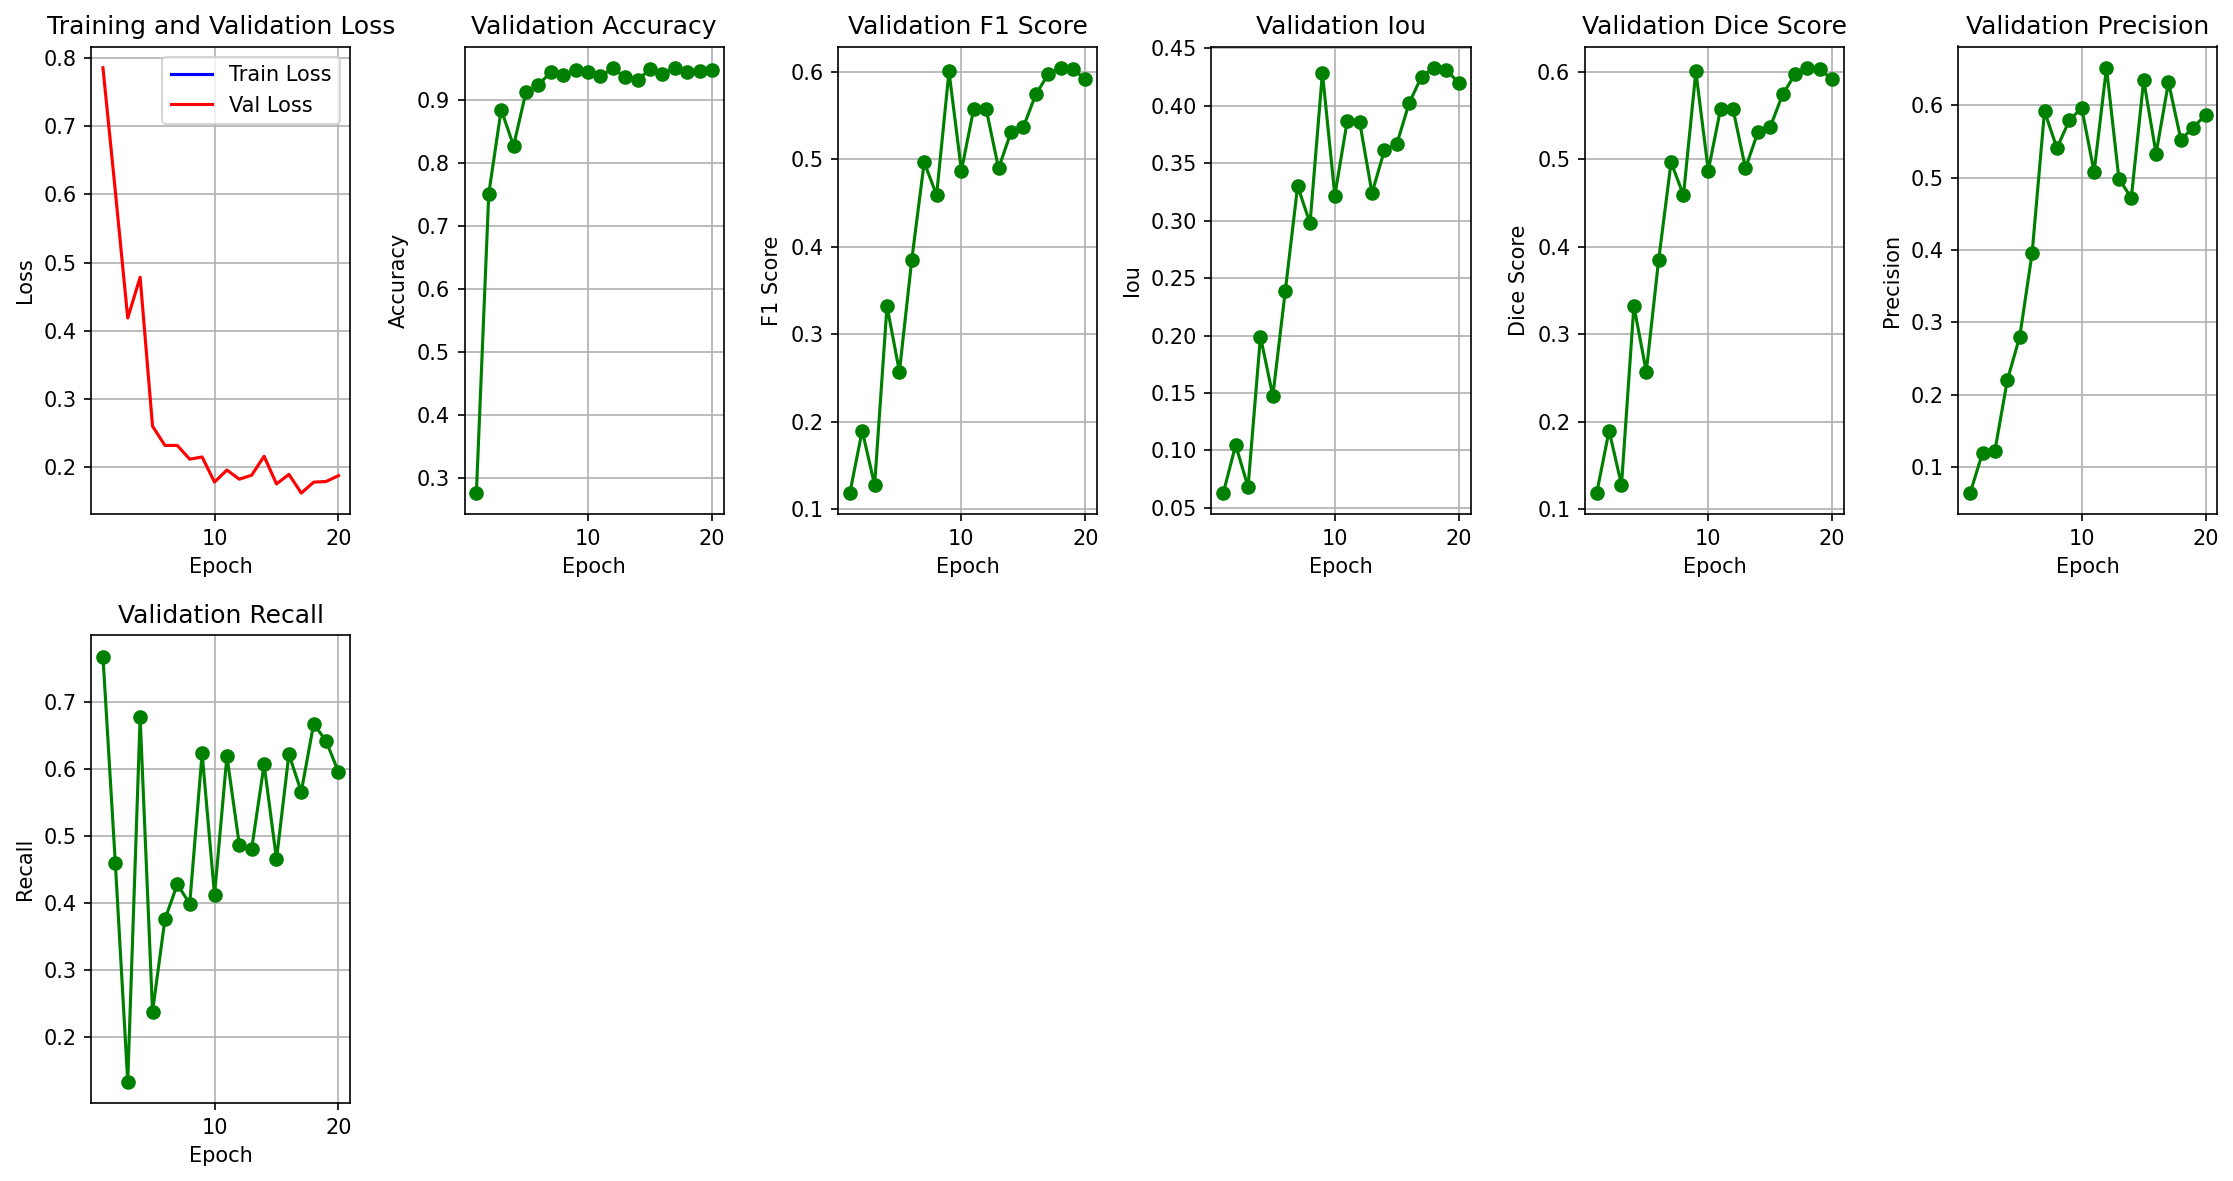 Training and Validation Loss
Loss
0.8
0.7
0.6
0.5
0.4
0.3
0.2
Train Loss
Val Loss
10
20
Epoch
Validation Accuracy
Accuracy
0.9
0.8
0.7
0.6
0.5
0.4
0.3
10
20
Epoch
Validation F1 Score
F1 Score
0.6
0.5
0.4
0.3
0.2
0.1
10
20
Epoch
Validation Iou
Iou
0.45
0.40
0.35
0.30
0.25
0.20
0.15
0.10
0.05
10
20
Epoch
Validation Dice Score
Dice Score
0.6
0.5
0.4
0.3
0.2
0.1
10
20
Epoch
Validation Precision
Precision
0.6
0.5
0.4
0.3
0.2
0.1
10
20
Epoch
Validation Recall
Recall
0.7
0.6
0.5
0.4
0.3
0.2
10
20
Epoch